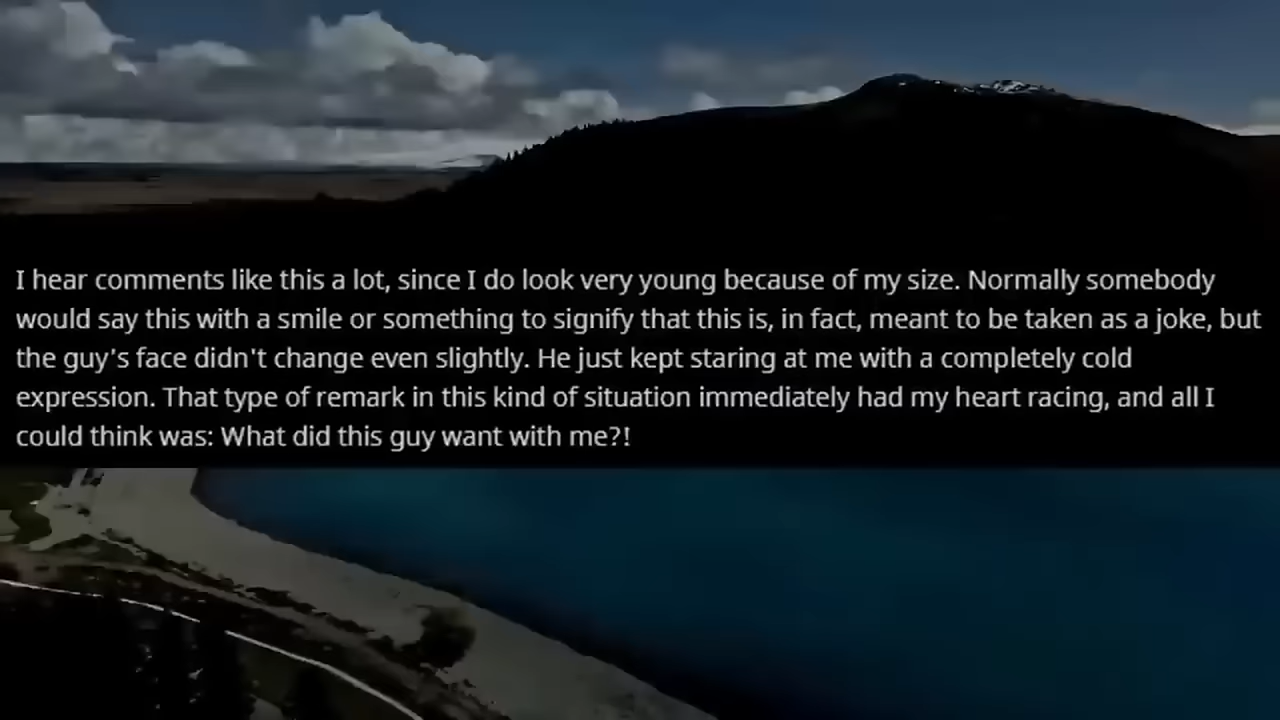 I hear comments like this a lot, since I do look very young because of my size. Normally somebody
would say this with a smile or something to signify that this is, in fact, meant to be taken as a joke, but
the guy's face didn't change even slightly. He just kept staring at me with a completely cold
expression. That type of remark in this kind of situation immediately had my heart racing, and all I
could think was: What did this guy want with me?!